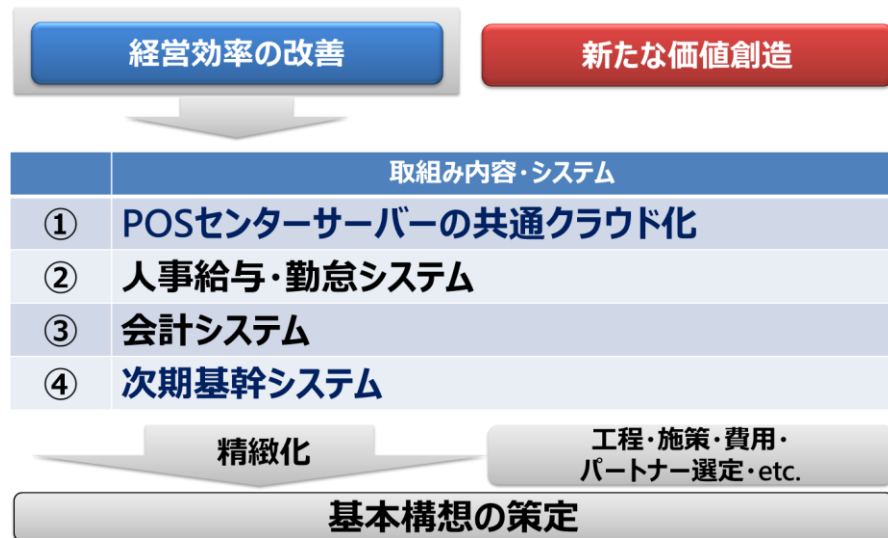 経営効率の改善
新たな価値創造
取組み内容・システム
① POSセンターサーバーの共通クラウド化
② 人事給与・勤怠システム
③ 会計システム
④ 次期基幹システム
精緻化
工程・施策・費用・
パートナー選定・etc.
基本構想の策定